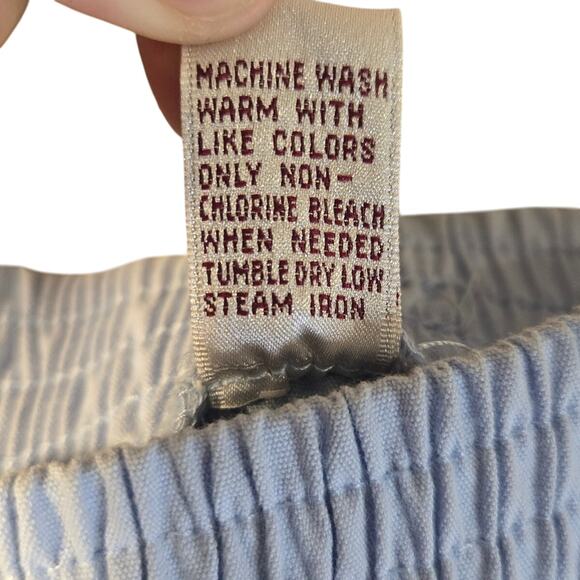 MACHINE WASH
WARM WITH
LIKE COLORS
ONLY NON-
CHLORINE BLEACH
WHEN NEEDED
TUMBLE DRY LOW
STEAM IRON